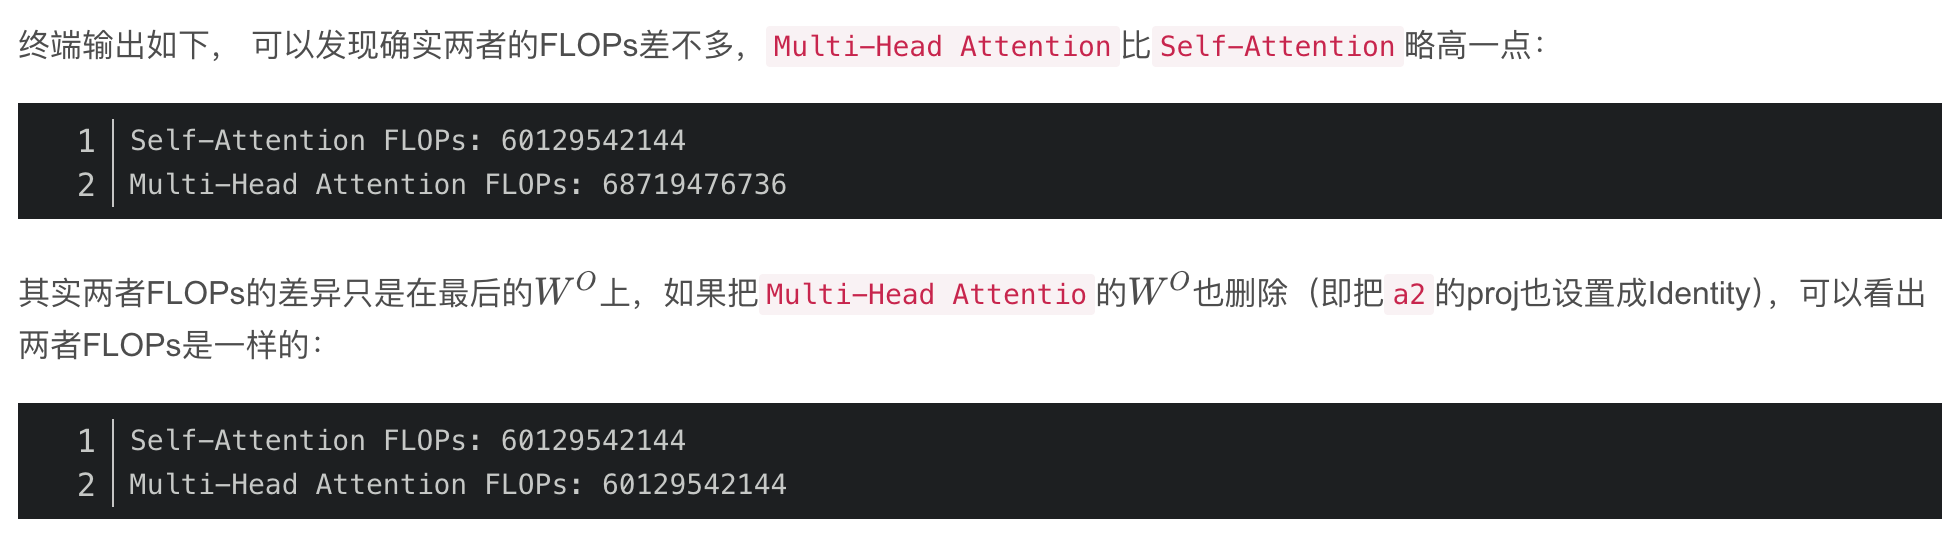 终端输出如下， 可以发现确实两者的FLOPs差不多，Multi-Head Attention比Self-Attention略高一点：
1 Self-Attention FLOPs: 60129542144
2 Multi-Head Attention FLOPs: 68719476736
其实两者FLOPs的差异只是在最后的W^O上，如果把Multi-Head Attentio的W^O也删除（即把a2的proj也设置成Identity），可以看出
两者FLOPs是一样的：
1 Self-Attention FLOPs: 60129542144
2 Multi-Head Attention FLOPs: 60129542144